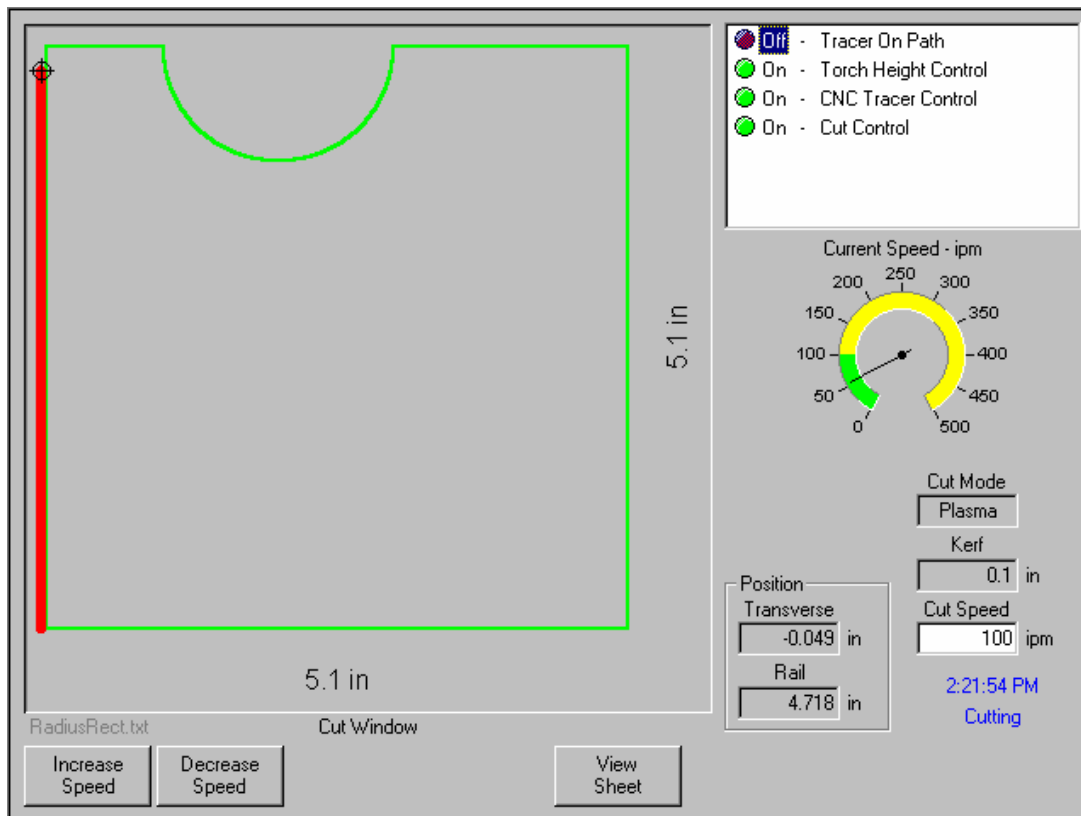 Off - Tracer On Path
On - Torch Height Control
On - CNC Tracer Control
On - Cut Control
Current Speed - ipm
0
50
100
150
200
250
300
350
400
450
500
5.1 in
5.1 in
Cut Mode
Plasma
Kerf
0.1 in
Cut Speed
100 ipm
Position
Transverse
-0.049 in
Rail
4.718 in
2:21:54 PM
Cutting
RadiusRect.txt
Cut Window
Increase
Speed
Decrease
Speed
View
Sheet